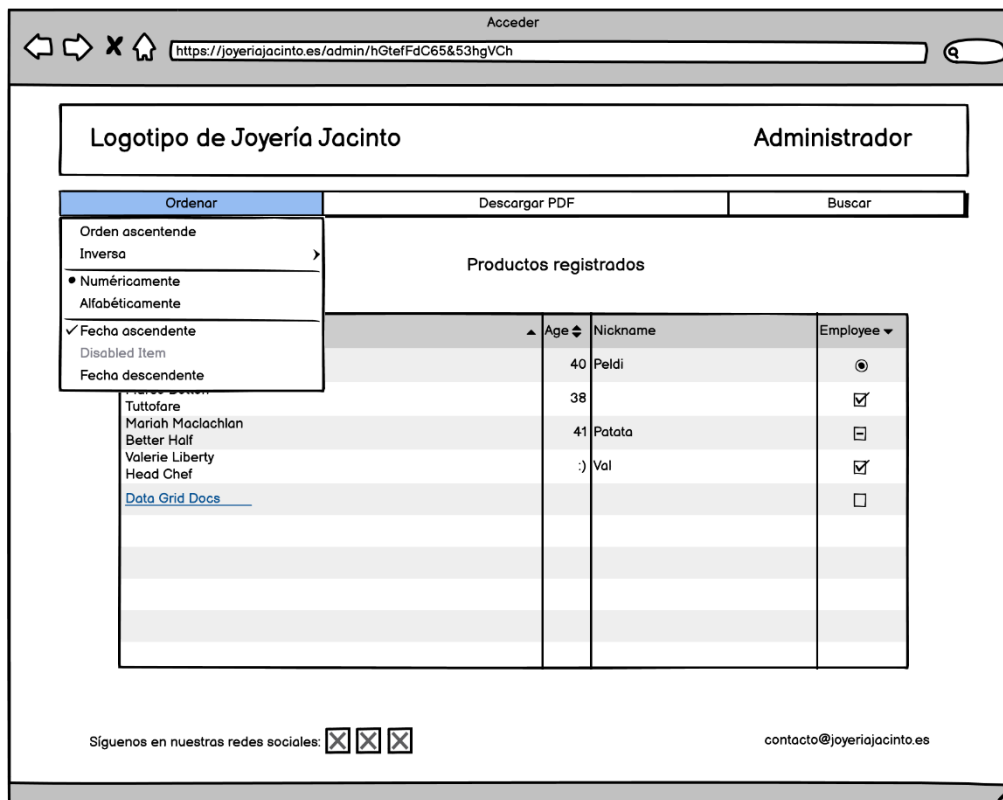 Acceder
https://joyeriajacinto.es/admin/hGtefFdC65&53hgVCh
Logotipo de Joyería Jacinto
Administrador
Ordenar
Descargar PDF
Buscar
Orden ascentende
Inversa
Numéricamente
Alfabéticamente
Fecha ascendente
Disabled Item
Fecha descendente
Productos registrados
Age
Nickname
Employee
40
Peldi
Tuttofare
38
Mariah Maclachlan
Better Half
41
Patata
Valerie Liberty
Head Chef
:)
Val
Data Grid Docs
Síguenos en nuestras redes sociales:
contacto@joyeriajacinto.es